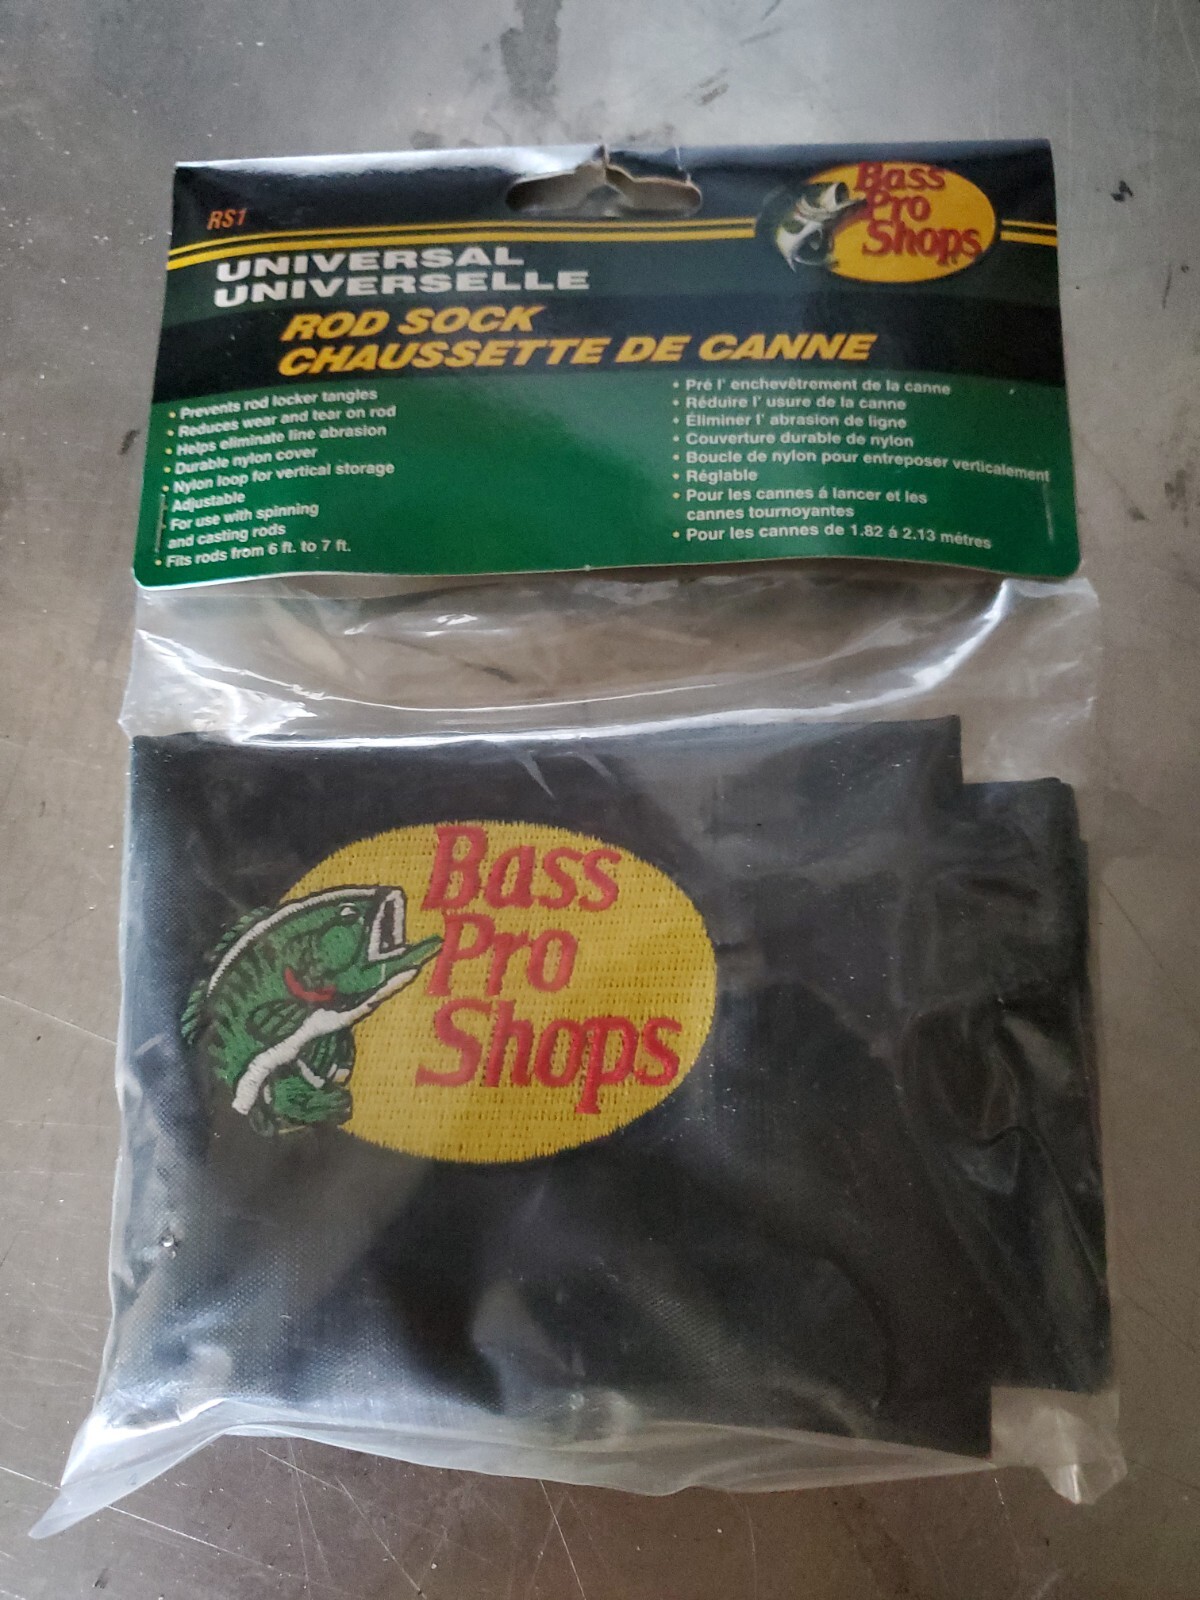 RS1
Bass
Pro
Shops
UNIVERSAL
UNIVERSELLE
ROD SOCK
CHAUSSETTE DE CANNE
• Prevents rod locker tangles
• Reduces wear and tear on rod
• Helps eliminate line abrasion
• Durable nylon cover
• Nylon loop for vertical storage
• Adjustable
• For use with spinning
and casting rods
• Fits rods from 6 ft. to 7 ft.
• Pré l' enchevêtrement de la canne
• Réduire l' usure de la canne
• Éliminer l' abrasion de ligne
• Couverture durable de nylon
• Boucle de nylon pour entreposer verticalement
• Réglable
• Pour les cannes á lancer et les
cannes tournoyantes
• Pour les cannes de 1.82 á 2.13 métres
Bass
Pro
Shops